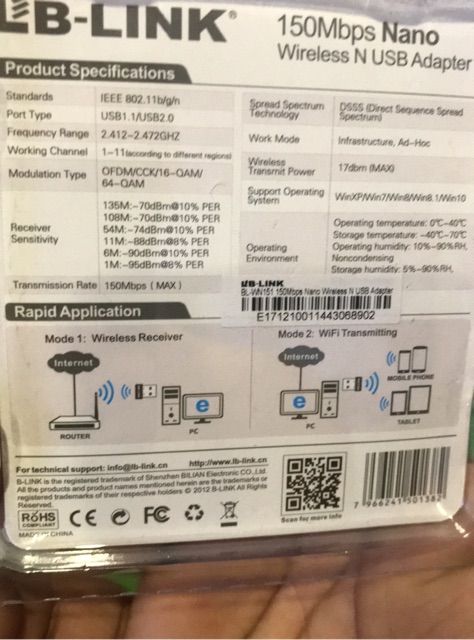 LB-LINK®
150Mbps Nano
Wireless N USB Adapter
Product Specifications
Standards IEEE 802.11b/g/n
Port Type USB1.1/USB2.0
Frequency Range 2.412-2.472GHZ
Working Channel 1-11(according to different regions)
Modulation Type OFDM/CCK/16-QAM/
64-QAM
Receiver
Sensitivity
135M:-70dBm@10% PER
108M:-70dBm@10% PER
54M:-74dBm@10% PER
11M:-88dBm@8% PER
6M:-90dBm@10% PER
1M:-95dBm@8% PER
Transmission Rate 150Mbps ( MAX )
Spread Spectrum
Technology
DSSS (Direct Sequence Spread
Spectrum)
Work Mode Infrastructure, Ad-Hoc
Wireless
Transmit Power
17dbm (MAX)
Support Operating
System
WinXP/Win7/Win8/Win8.1/Win10
Operating
Environment
Operating temperature: 0℃-40℃
Storage temperature: -40℃-70℃
Operating humidity: 10%-90%RH,
Noncondensing
Storage humidity: 5%-90%RH,
LB-LINK
BL-WN151 150Mbps Nano Wireless N USB Adapter
E171210011443068902
Rapid Application
Mode 1: Wireless Receiver
Internet
ROUTER
PC
Mode 2: WiFi Transmitting
Internet
PC
MOBILE PHONE
TABLET
For technical support: info@lb-link.cn http://www.lb-link.cn
B-LINK is the registered trademark of Shenzhen BILIAN Electronic CO.,Ltd.
All the products and product names mentioned herein are the trademarks or
registered trademarks of their respective holders © 2012 B-LINK All Rights
Reserved.
RoHS
COMPLIANT
CE
FC
MADE IN CHINA
Scan for more info
7 966241 501382